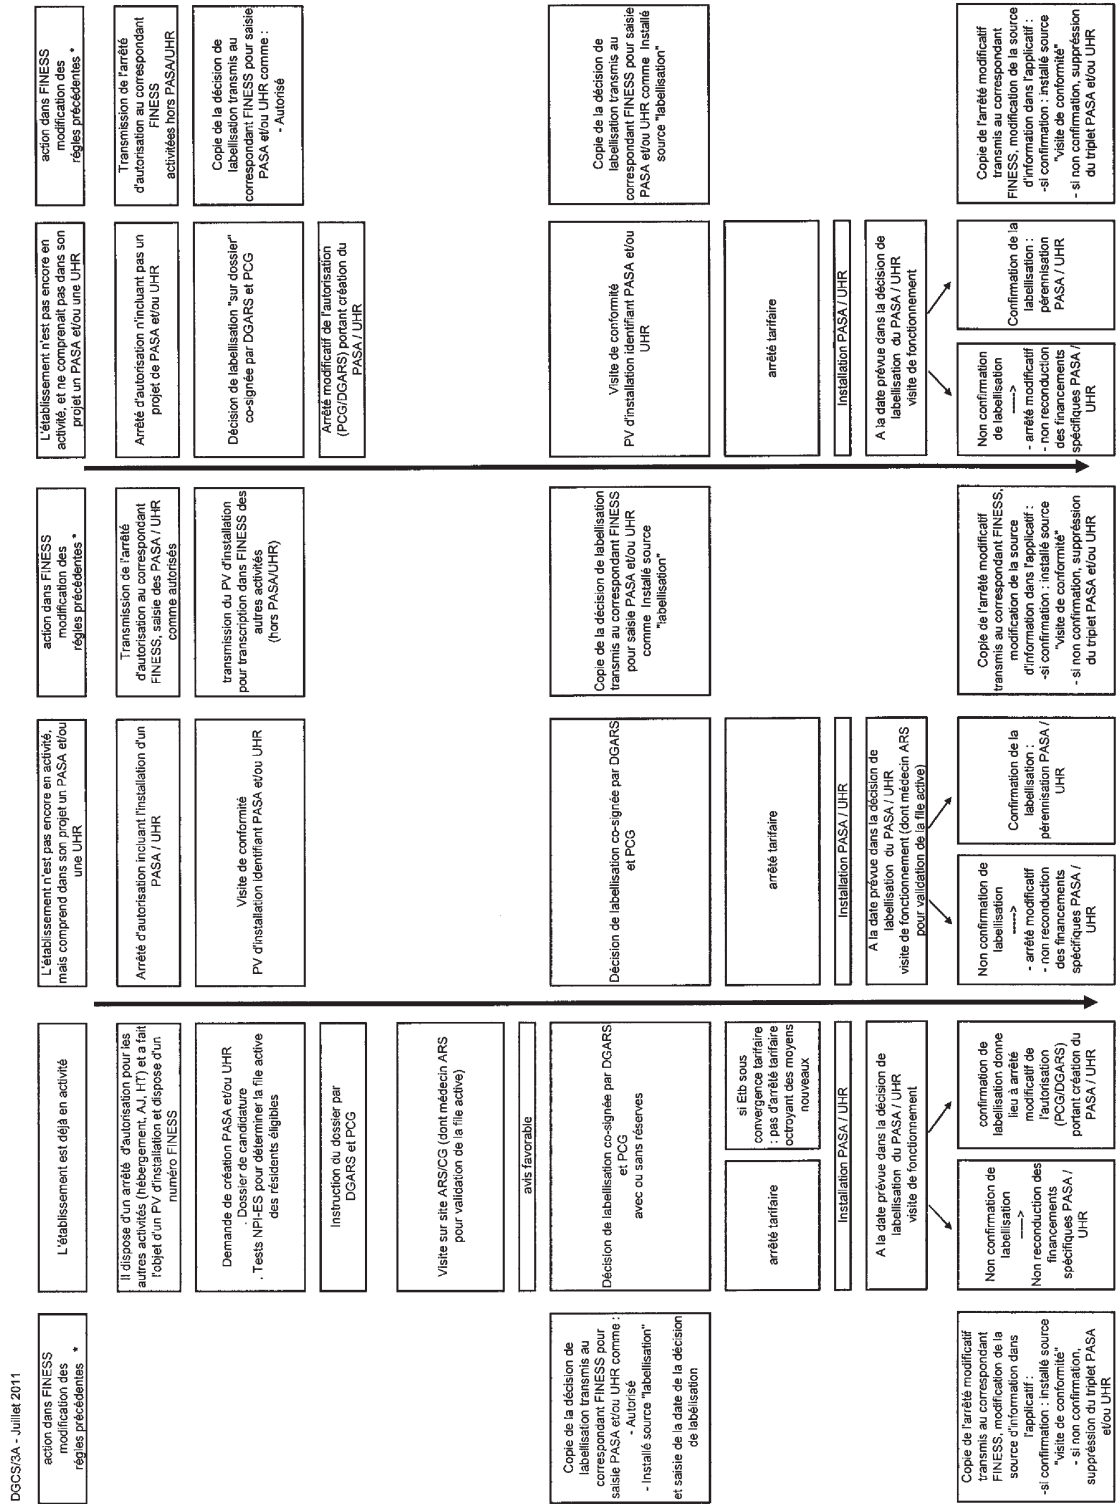 DGCS/3A - Juillet 2011
action dans FINESS
modification des
règles précédentes *
L'établissement est déjà en activité
L'établissement n'est pas encore en activité,
mais comprend dans son projet un PASA et/ou
une UHR
action dans FINESS
modification des
règles précédentes *
L'établissement n'est pas encore en
activité, et ne comprenait pas dans son
projet un PASA et/ou une UHR
action dans FINESS
modification des
règles précédentes *
Il dispose d'un arrêté d'autorisation pour les
autres activités (hébergement, AJ, HT) et a fait
l'objet d'un PV d'installation et dispose d'un
numéro FINESS
Arrêté d'autorisation incluant l'installation d'un
PASA / UHR
Transmission de l'arrêté
d'autorisation au correspondant
FINESS, saisie des PASA / UHR
comme autorisés
Arrêté d'autorisation n'incluant pas un
projet de PASA et/ou UHR
Transmission de l'arrêté
d'autorisation au correspondant
FINESS
activitées hors PASA/UHR
Demande de création PASA et/ou UHR
. Dossier de candidature
. Tests NPI-ES pour déterminer la file active
des résidents éligibles
Visite de conformité
PV d'installation identifiant PASA et/ou UHR
transmission du PV d'installation
pour transcription dans FINESS des
autres activités
(hors PASA/UHR)
Décision de labellisation "sur dossier"
co-signée par DGARS et PCG
Copie de la décision de
labellisation transmis au
correspondant FINESS pour saisie
PASA et/ou UHR comme :
- Autorisé
Instruction du dossier par
DGARS et PCG
Arrêté modificatif de l'autorisation
(PCG/DGARS) portant création du
PASA / UHR
Visite sur site ARS/CG (dont médecin ARS
pour validation de la file active)
avis favorable
Copie de la décision de
labellisation transmis au
correspondant FINESS pour
saisie PASA et/ou UHR comme :
- Autorisé
- Installé source "labellisation"
et saisie de la date de la décision
de labélisation
Décision de labellisation co-signée par DGARS
et PCG
avec ou sans réserves
Décision de labellisation co-signée par DGARS
et PCG
Copie de la décision de labellisation
transmis au correspondant FINESS
pour saisie PASA et/ou UHR
comme Installé source
"labellisation"
Visite de conformité
PV d'installation identifiant PASA et/ou
UHR
Copie de la décision de
labellisation transmis au
correspondant FINESS pour saisie
PASA et/ou UHR comme Installé
source "labellisation"
arrêté tarifaire
si Etb sous
convergence tarifaire
: pas d'arrêté tarifaire
octroyant des moyens
nouveaux
arrêté tarifaire
arrêté tarifaire
Installation PASA / UHR
Installation PASA / UHR
Installation PASA / UHR
A la date prévue dans la décision de
labellisation du PASA / UHR
visite de fonctionnement
A la date prévue dans la décision de
labellisation du PASA / UHR
visite de fonctionnement (dont médecin ARS
pour validation de la file active)
A la date prévue dans la décision de
labellisation du PASA / UHR
visite de fonctionnement
Copie de l'arrêté modificatif
transmis au correspondant
FINESS, modification de la
source d'information dans
l'applicatif :
-si confirmation : installé source
"visite de conformité"
- si non confirmation,
suppréssion du triplet PASA
et/ou UHR
Non confirmation de
labellisation
---->
Non reconduction des
financements
spécifiques PASA /
UHR
confirmation de
labellisation donne
lieu à arrêté
modificatif de
l'autorisation
(PCG/DGARS)
portant création du
PASA / UHR
Non confirmation de
labellisation
----->
- arrêté modificatif
- non reconduction
des financements
spécifiques PASA /
UHR
Confirmation de la
labellisation :
pérennisation PASA /
UHR
Copie de l'arrêté modificatif
transmis au correspondant FINESS,
modification de la source
d'information dans l'applicatif :
-si confirmation : installé source
"visite de conformité"
- si non confirmation, suppréssion
du triplet PASA et/ou UHR
Non confirmation
de labellisation
----->
- arrêté modificatif
- non reconduction
des financements
spécifiques PASA /
UHR
Confirmation de la
labellisation :
pérennisation
PASA / UHR
Copie de l'arrêté modificatif
transmis au correspondant
FINESS, modification de la source
d'information dans l'applicatif :
-si confirmation : installé source
"visite de conformité"
- si non confirmation, suppréssion
du triplet PASA et/ou UHR